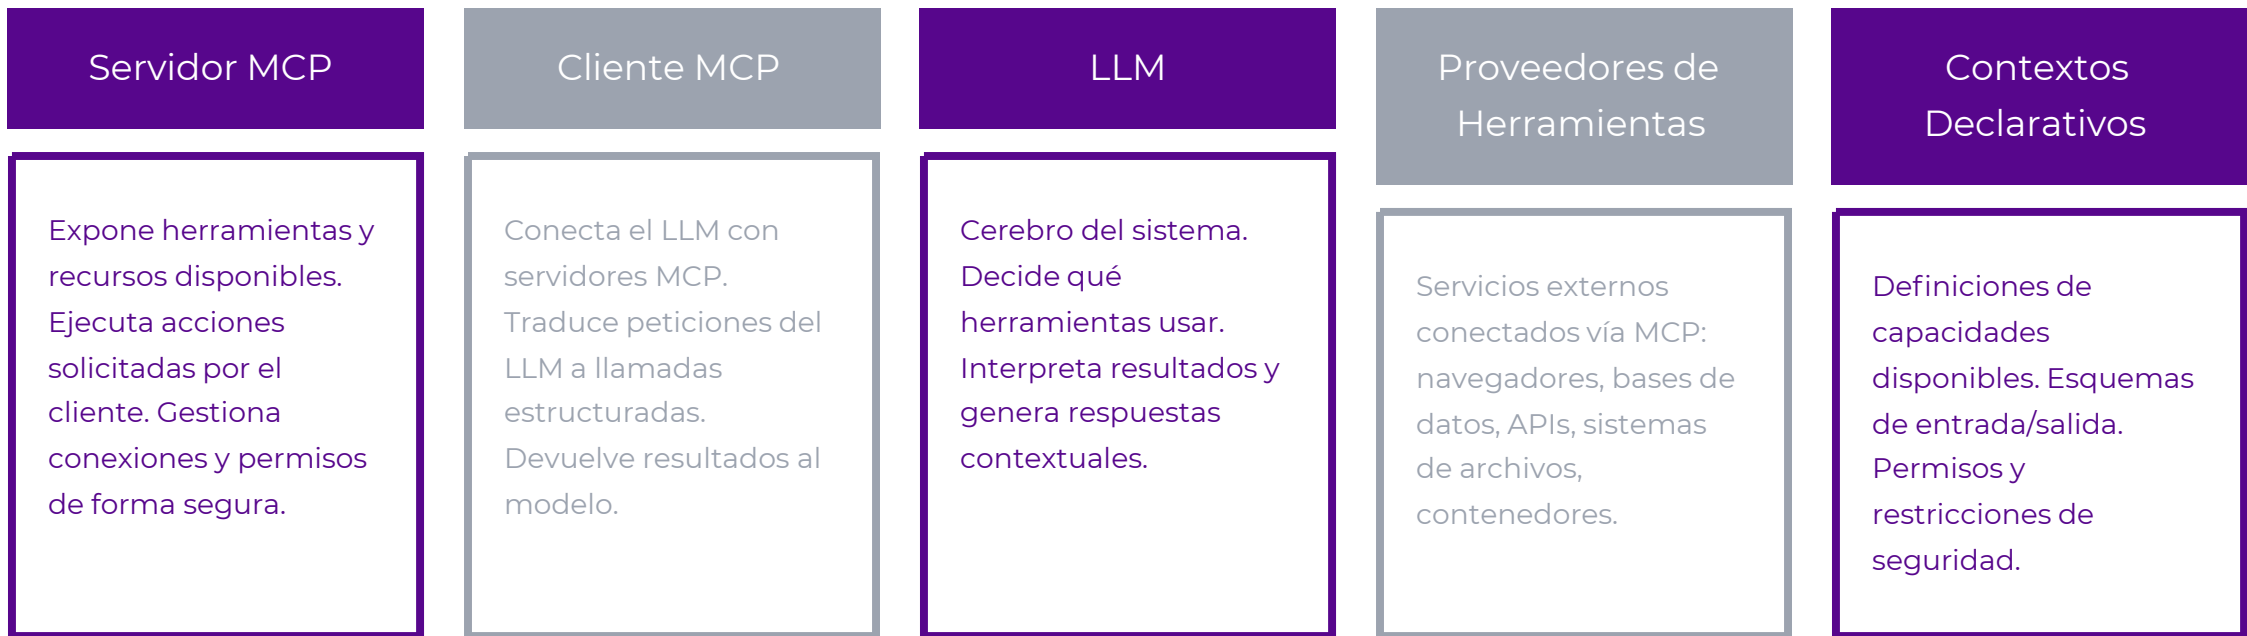 Servidor MCP
Expone herramientas y
recursos disponibles.
Ejecuta acciones
solicitadas por el
cliente. Gestiona
conexiones y permisos
de forma segura.
Cliente MCP
Conecta el LLM con
servidores MCP.
Traduce peticiones del
LLM a llamadas
estructuradas.
Devuelve resultados al
modelo.
LLM
Cerebro del sistema.
Decide qué
herramientas usar.
Interpreta resultados y
genera respuestas
contextuales.
Proveedores de
Herramientas
Servicios externos
conectados vía MCP:
navegadores, bases de
datos, APIs, sistemas
de archivos,
contenedores.
Contextos
Declarativos
Definiciones de
capacidades
disponibles. Esquemas
de entrada/salida.
Permisos y
restricciones de
seguridad.